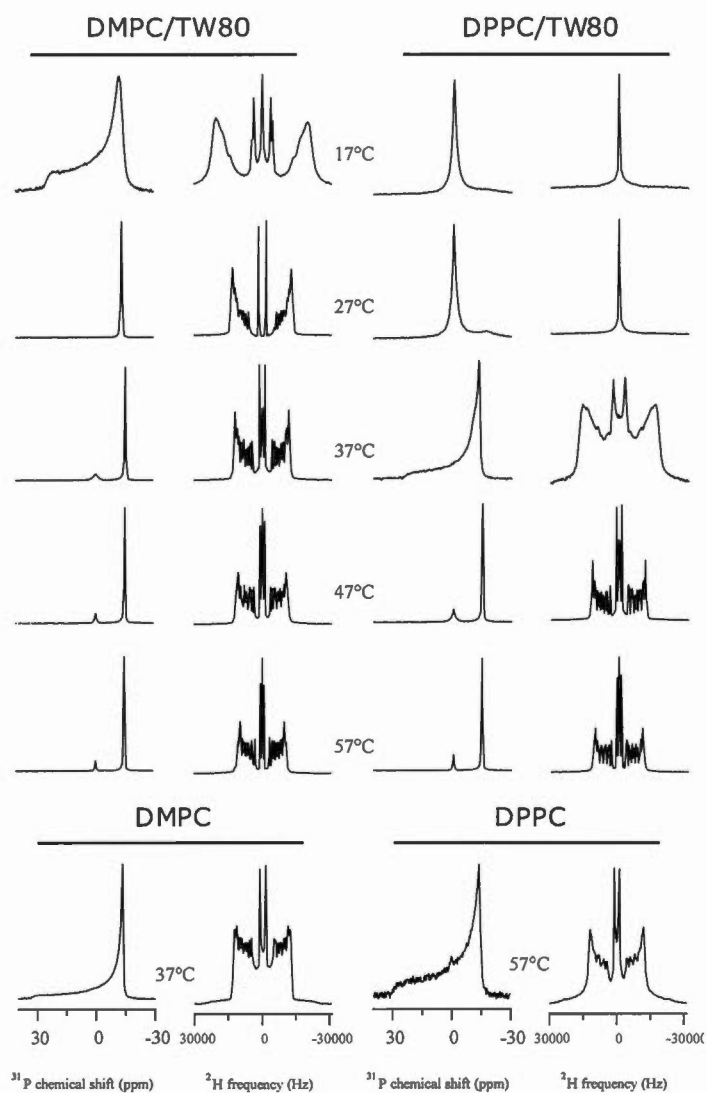 DMPC/TW80 DPPC/TW80
17°C
27°C
37°C
47°C
57°C
DMPC DPPC
37°C 57°C
30 0 -30 30000 0 -30000 30 0 -30 30000 0 -30000
³¹P chemical shift (ppm) ²H frequency (Hz) ³¹P chemical shift (ppm) ²H frequency (Hz)